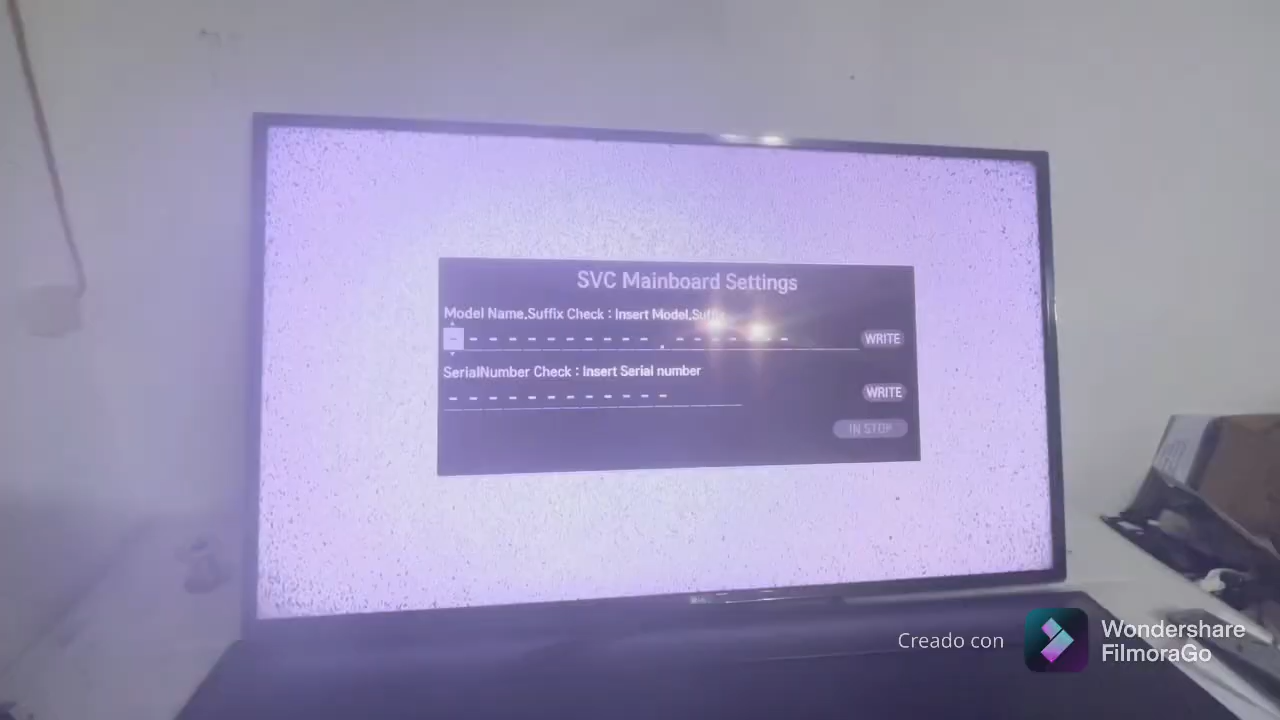 SVC Mainboard Settings
Model Name.Suffix Check : Insert Model.Suffix
- - - - - - - - - - - . - - - - - - WRITE
SerialNumber Check : Insert Serial number
- - - - - - - - - - - - WRITE
IN STOP
LG
Creado con
Wondershare
FilmoraGo